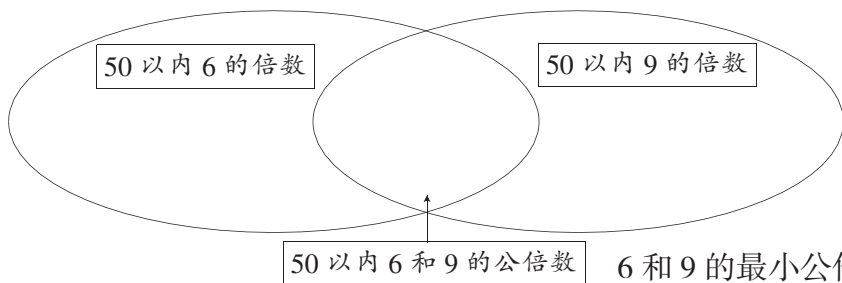 50 以内 6 的倍数
50 以内 9 的倍数
50 以内 6 和 9 的公倍数
6 和 9 的最小公